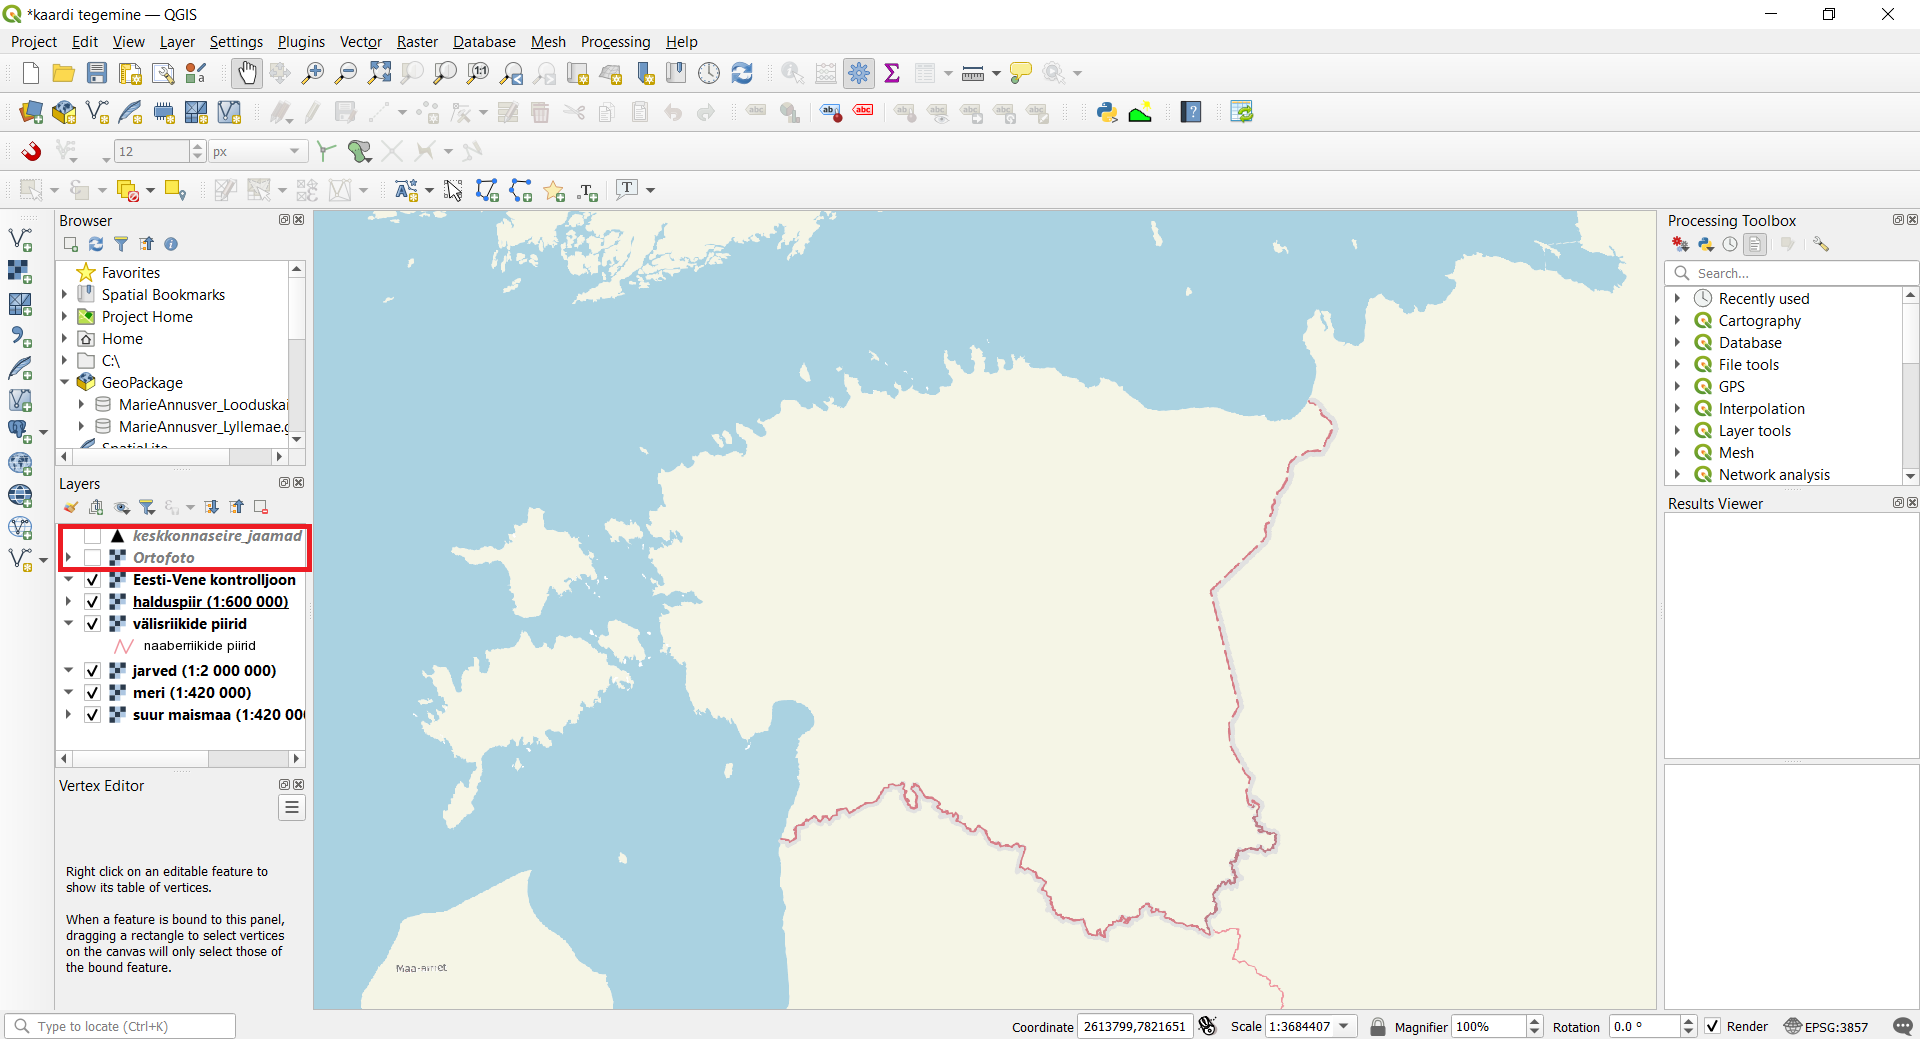 *kaardi tegemine — QGIS
Project Edit View Layer Settings Plugins Vector Raster Database Mesh Processing Help
12 px
Browser
Favorites
Spatial Bookmarks
Project Home
Home
C:\
GeoPackage
MarieAnnusver_Looduskai
MarieAnnusver_Lyllemae.g
Layers
keskkonnaseire_jaamad
Ortofoto
Eesti-Vene kontrolljoon
halduspiir (1:600 000)
välisriikide piirid
naaberriikide piirid
jarved (1:2 000 000)
meri (1:420 000)
suur maismaa (1:420 00
Vertex Editor
Right click on an editable feature to
show its table of vertices.
When a feature is bound to this panel,
dragging a rectangle to select vertices
on the canvas will only select those of
the bound feature.
Maa-amet
Processing Toolbox
Search...
Recently used
Cartography
Database
File tools
GPS
Interpolation
Layer tools
Mesh
Network analysis
Results Viewer
Type to locate (Ctrl+K)
Coordinate 2613799,7821651 Scale 1:3684407 Magnifier 100% Rotation 0.0 ° Render EPSG:3857